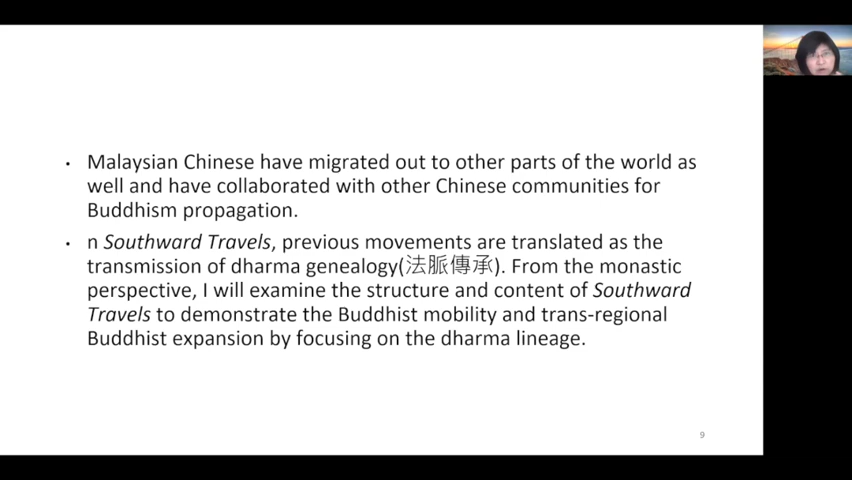 • Malaysian Chinese have migrated out to other parts of the world as
well and have collaborated with other Chinese communities for
Buddhism propagation.
• n Southward Travels, previous movements are translated as the
transmission of dharma genealogy(法脈傳承). From the monastic
perspective, I will examine the structure and content of Southward
Travels to demonstrate the Buddhist mobility and trans-regional
Buddhist expansion by focusing on the dharma lineage.
9